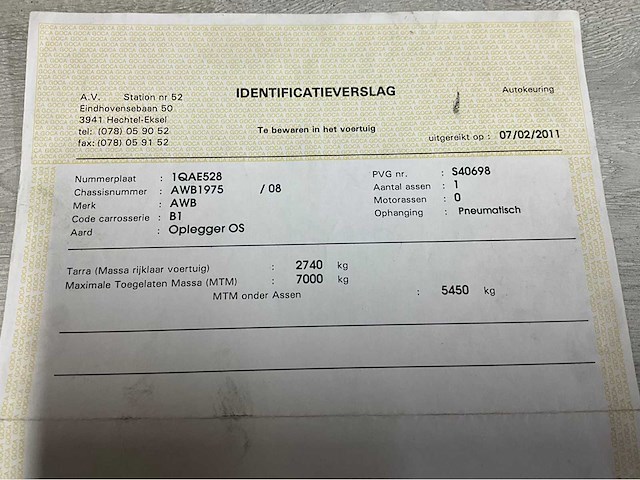 IDENTIFICATIEVERSLAG
Autokeuring
A.V. Station nr 52
Eindhovensebaan 50
3941 Hechtel-Eksel
tel: (078) 05 90 52
fax: (078) 05 91 52
Te bewaren in het voertuig
uitgereikt op : 07/02/2011
Nummerplaat : 1QAE528
Chassisnummer : AWB1975 / 08
Merk : AWB
Code carrosserie : B1
Aard : Oplegger OS
PVG nr. : S40698
Aantal assen : 1
Motorassen : 0
Ophanging : Pneumatisch
Tarra (Massa rijklaar voertuig) : 2740 kg
Maximale Toegelaten Massa (MTM) : 7000 kg
MTM onder Assen : 5450 kg